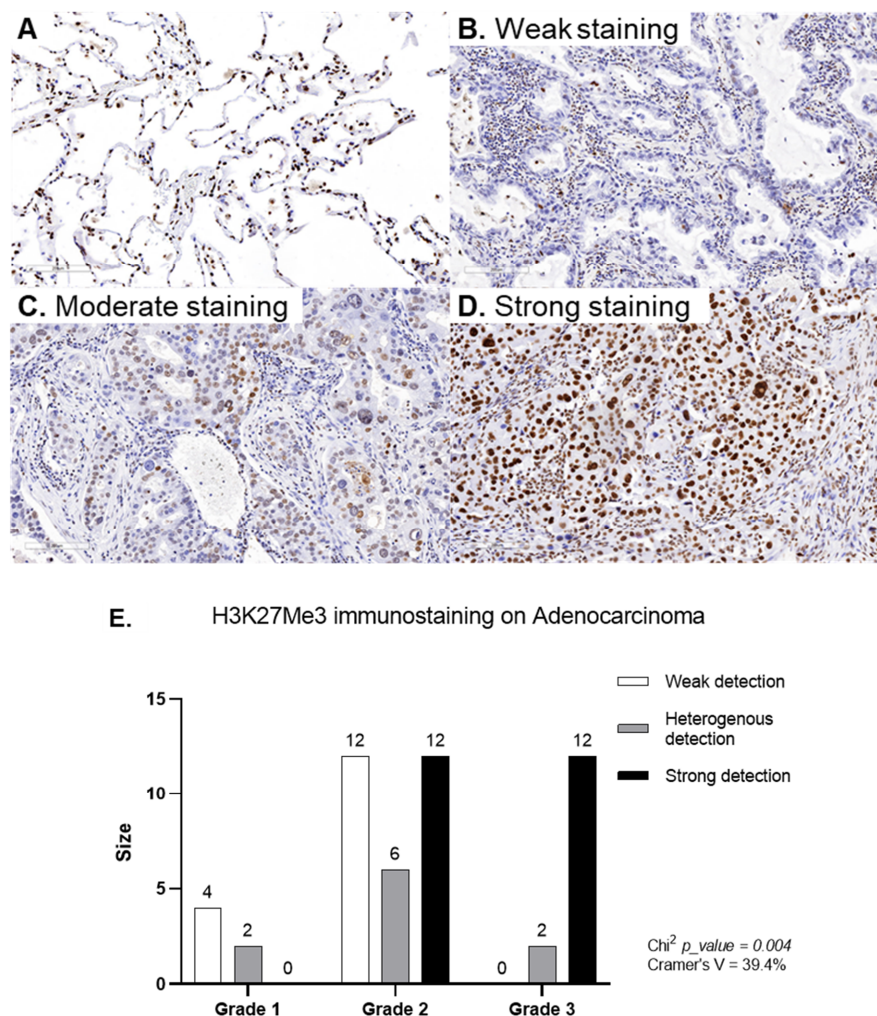 A
B. Weak staining
C. Moderate staining
D. Strong staining
E. H3K27Me3 immunostaining on Adenocarcinoma
Weak detection
Heterogenous
detection
Strong detection
Size
15
10
5
0
4
2
0
12
6
12
0
2
12
Grade 1
Grade 2
Grade 3
Chi² p_value = 0.004
Cramer's V = 39.4%